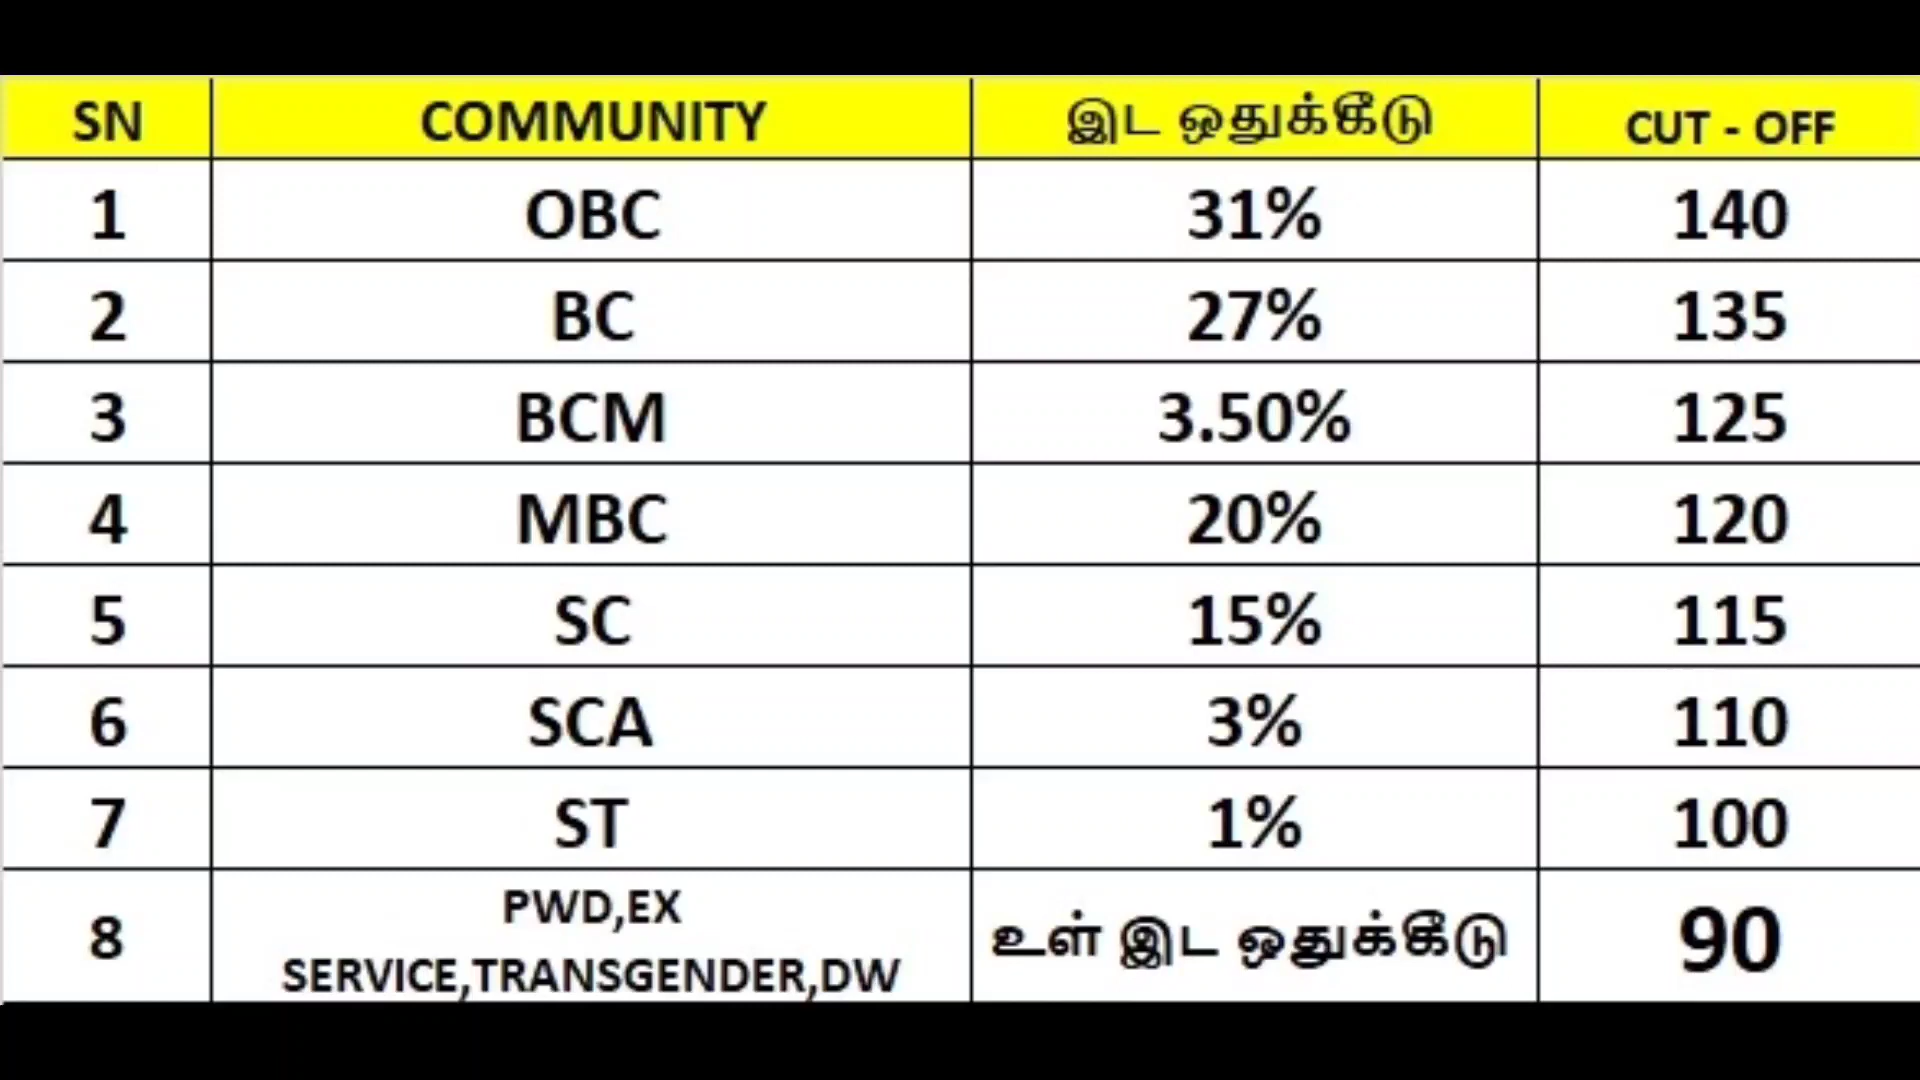 SN COMMUNITY இட ஒதுக்கீடு CUT - OFF
1 OBC 31% 140
2 BC 27% 135
3 BCM 3.50% 125
4 MBC 20% 120
5 SC 15% 115
6 SCA 3% 110
7 ST 1% 100
8 PWD,EX
SERVICE,TRANSGENDER,DW உள் இட ஒதுக்கீடு 90